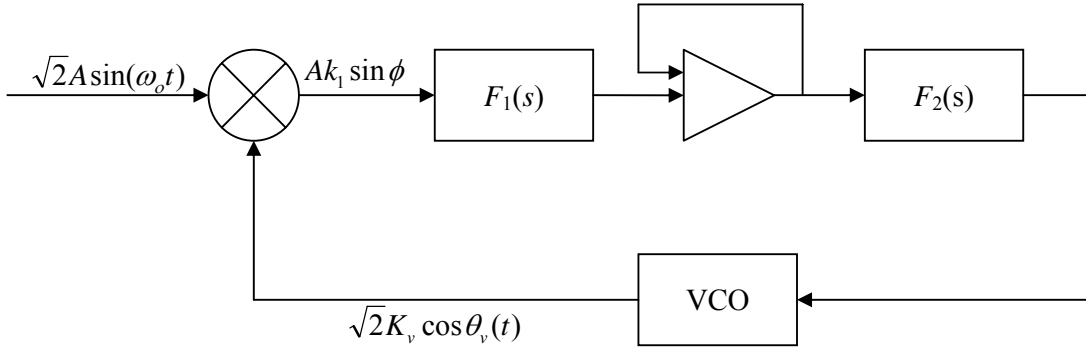 √2A sin(ω_o t)
Ak_1 sin ϕ
F_1(s)
F_2(s)
VCO
√2K_v cos θ_v(t)